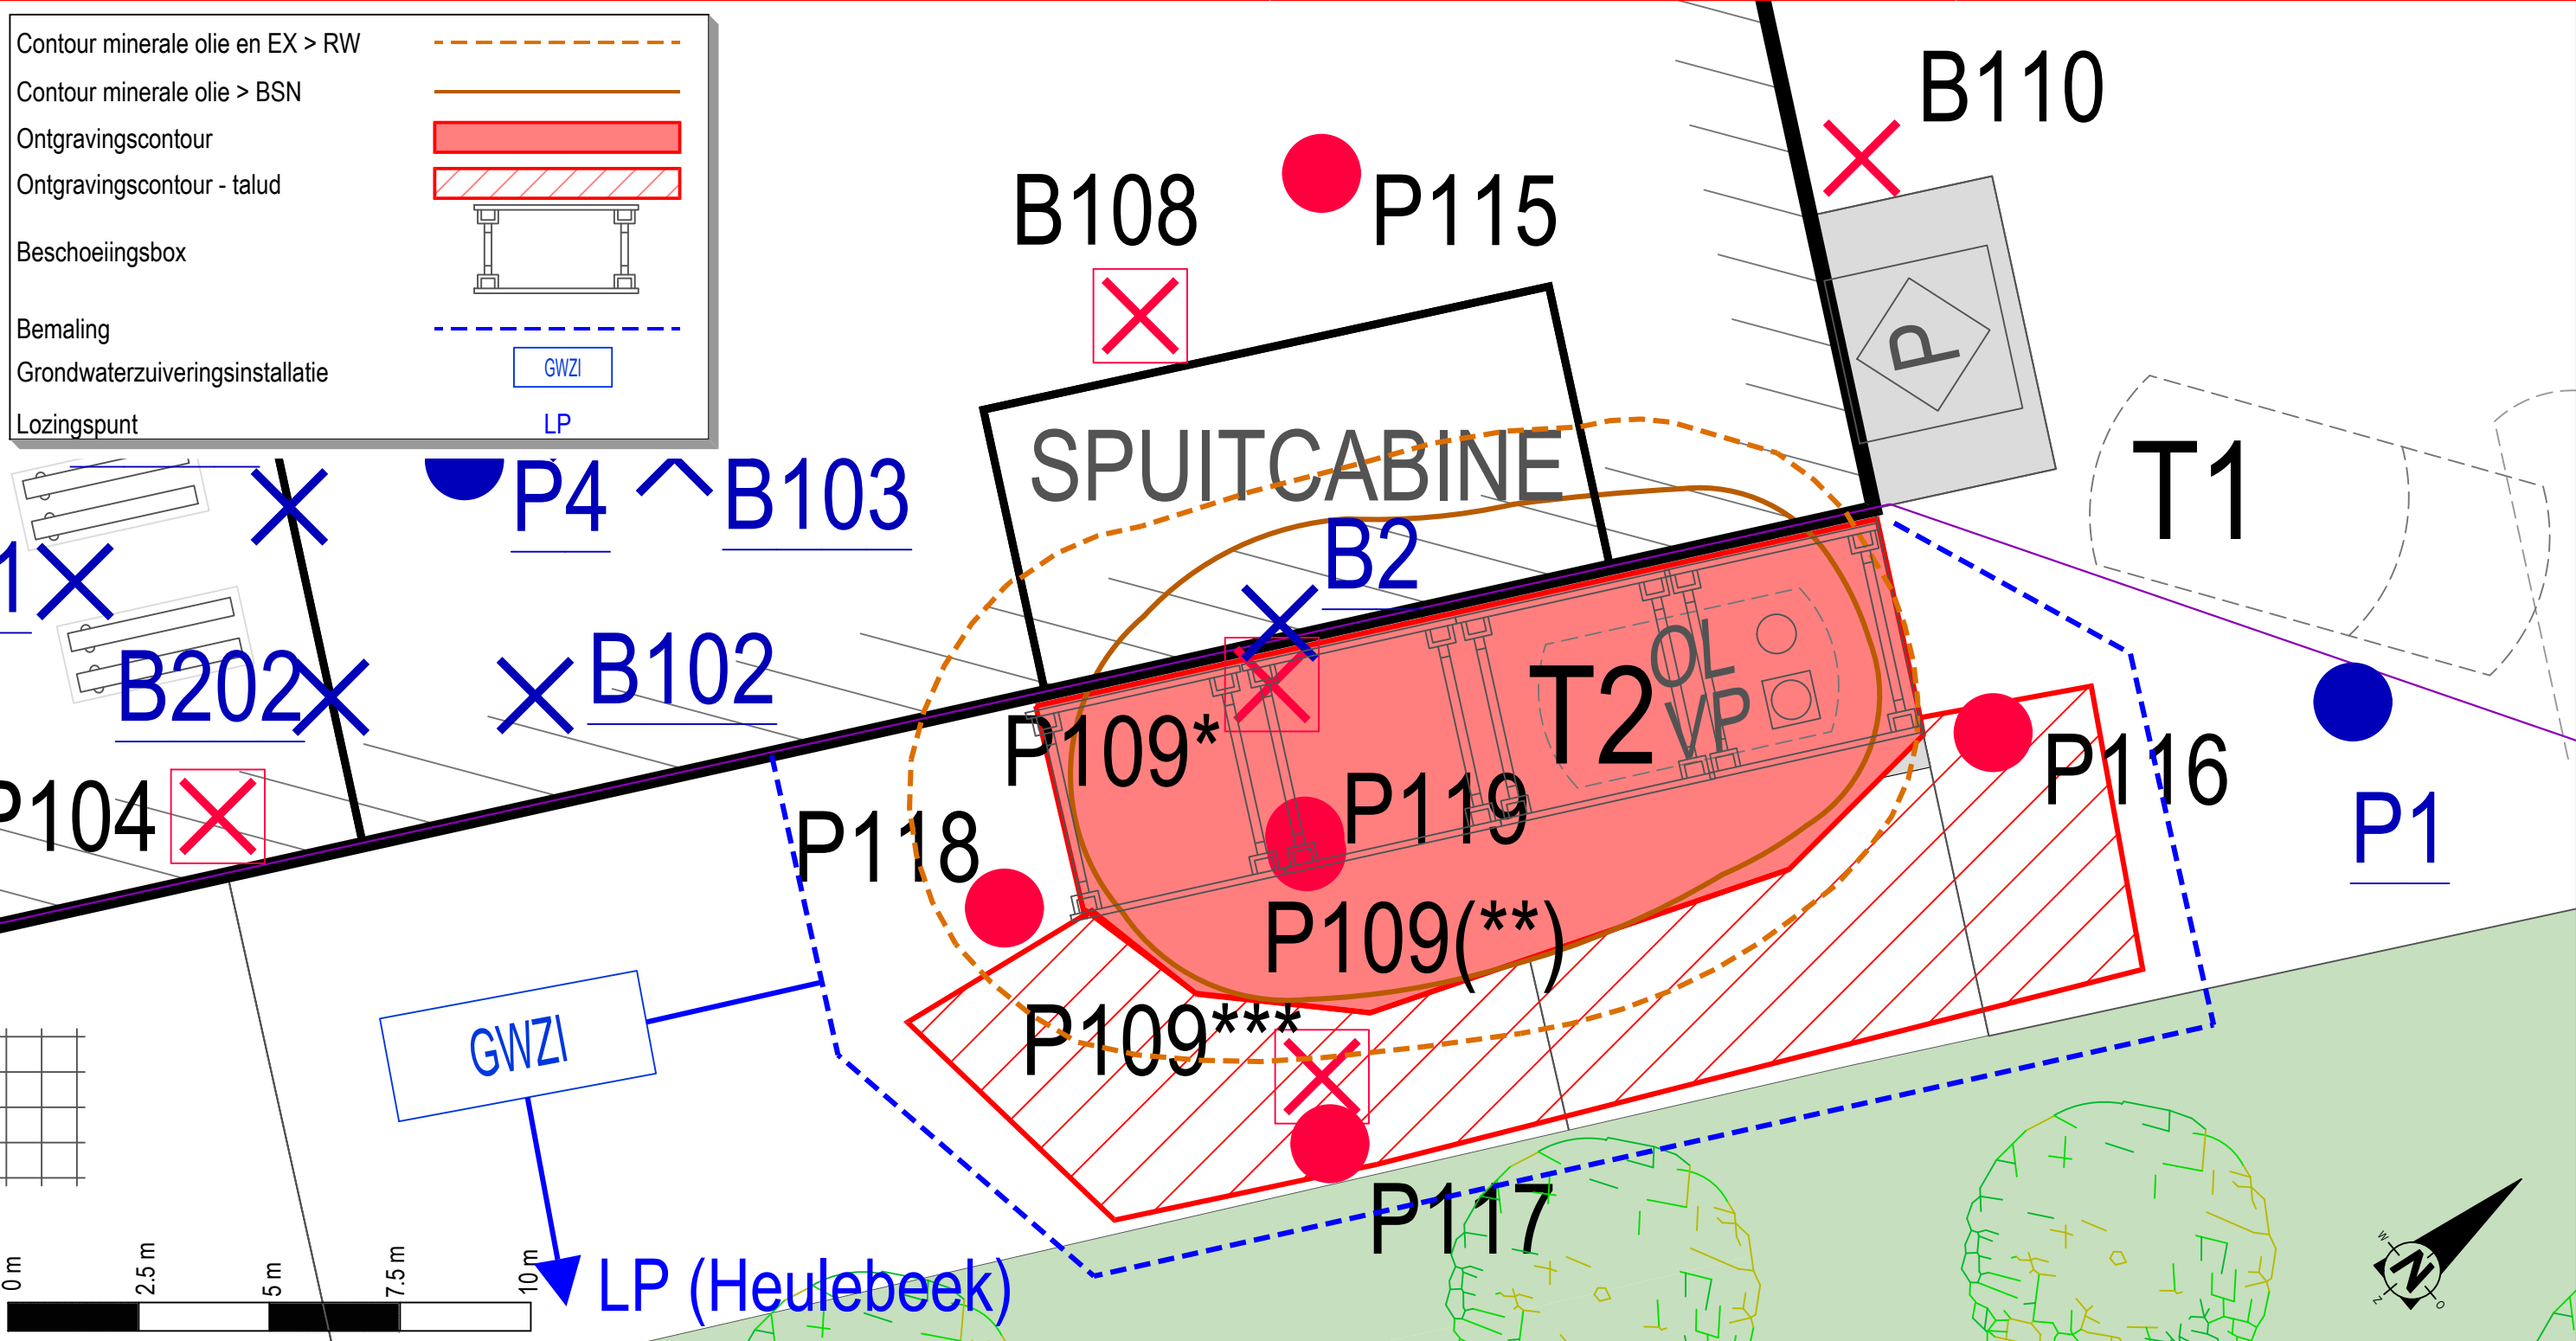 Contour minerale olie en EX > RW
Contour minerale olie > BSN
Ontgravingscontour
Ontgravingscontour - talud
Beschoeiingsbox
Bemaling
Grondwaterzuiveringsinstallatie
GWZI
Lozingspunt
LP
B110
B108
P115
P
SPUITCABINE
T1
P4
B103
B2
1
B202
B102
OL
VP
T2
P109*
P119
P116
P1
P104
P118
P109(**)
P109***
GWZI
P117
LP (Heulebeek)
0 m
2.5 m
5 m
7.5 m
10 m
W
N
Z
O